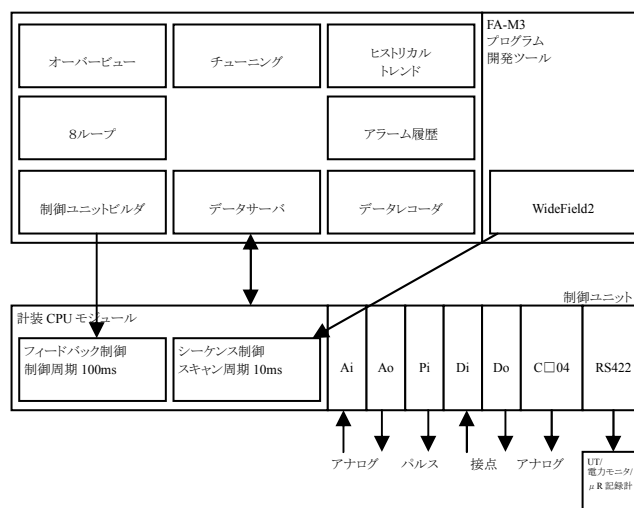 オーバービュー
チューニング
ヒストリカル
トレンド
FA-M3
プログラム
開発ツール
8ループ
アラーム履歴
制御ユニットビルダ
データサーバ
データレコーダ
WideField2
制御ユニット
計装 CPU モジュール
フィードバック制御
制御周期 100ms
シーケンス制御
スキャン周期 10ms
Ai
Ao
Pi
Di
Do
C□04
RS422
アナログ
パルス
接点
アナログ
UT/
電力モニタ/
μR 記録計